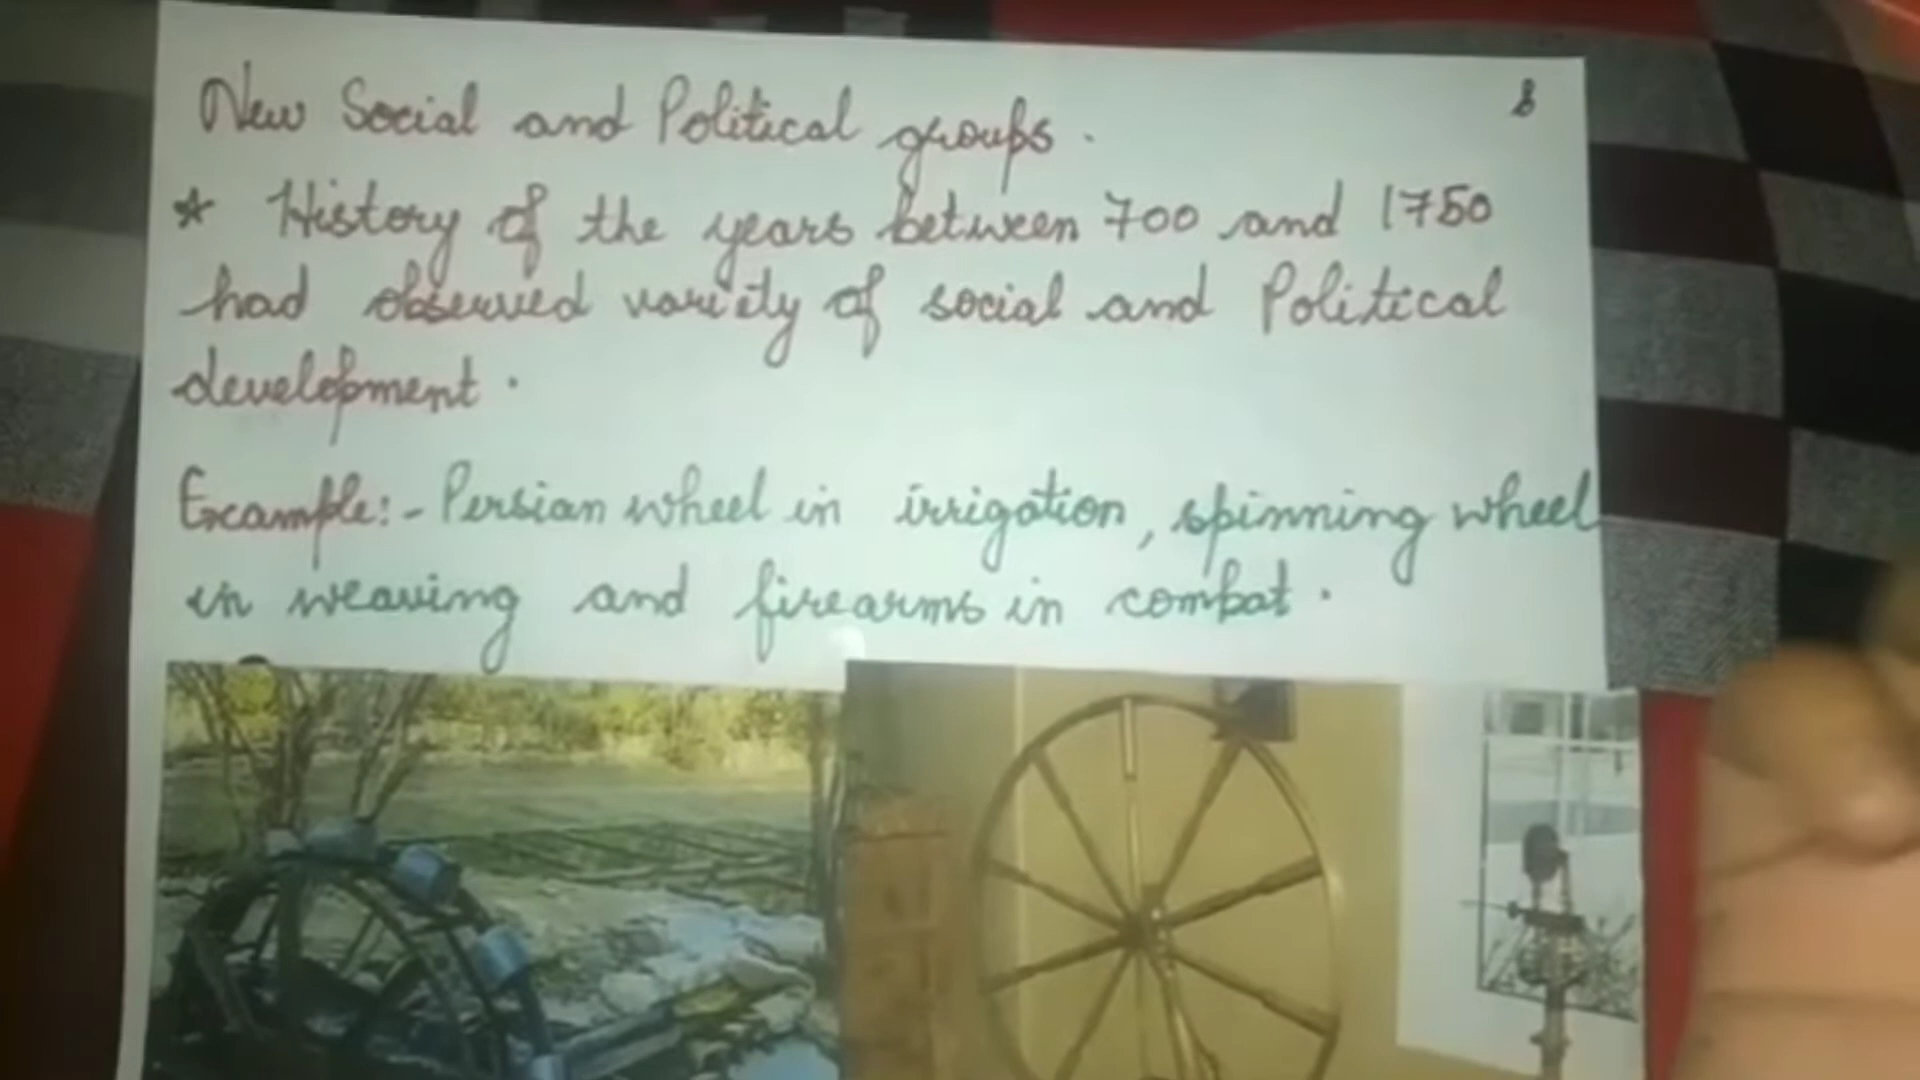 New Social and Political groups.
* History of the years between 700 and 1750
had observed variety of social and Political
development.
Example:- Persian wheel in irrigation, spinning wheel
in weaving and firearms in combat.